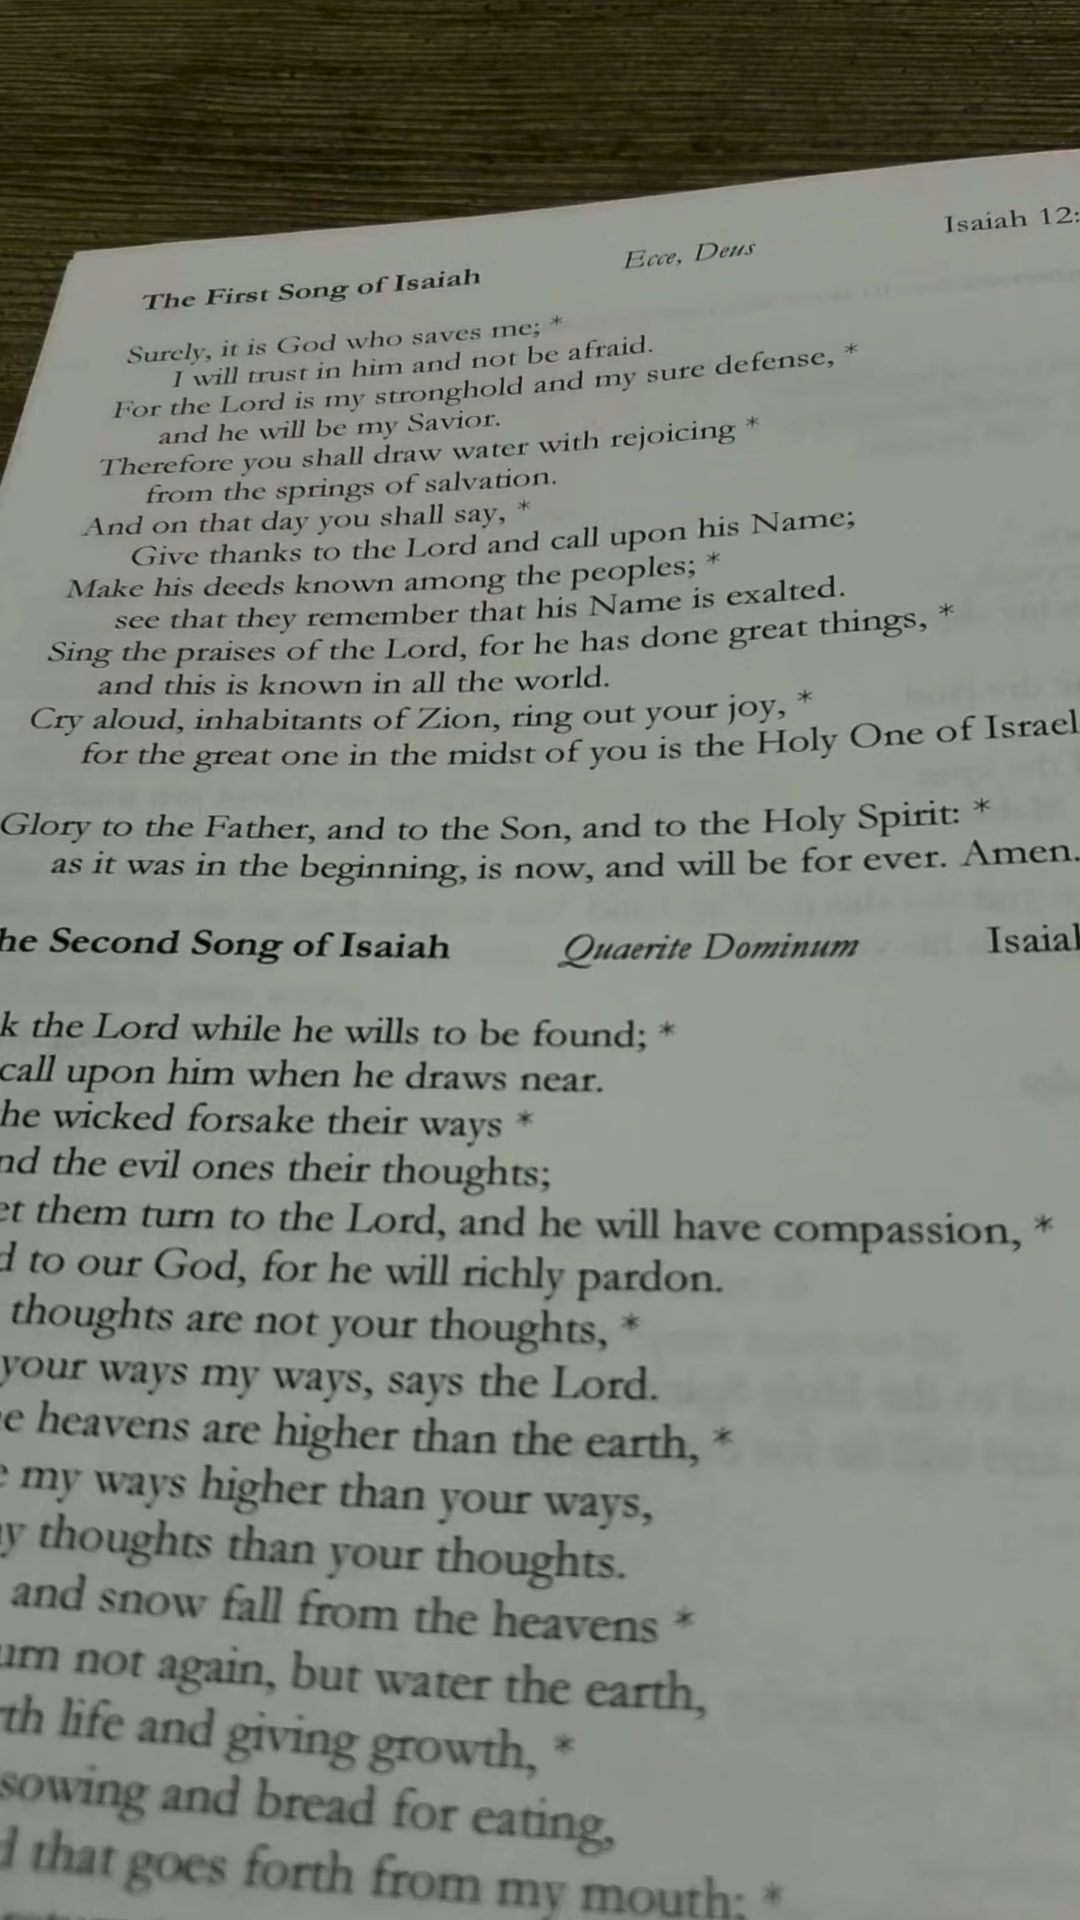 The First Song of Isaiah Ecce, Deus Isaiah 12:
Surely, it is God who saves me; *
I will trust in him and not be afraid.
For the Lord is my stronghold and my sure defense, *
and he will be my Savior.
Therefore you shall draw water with rejoicing *
from the springs of salvation.
And on that day you shall say, *
Give thanks to the Lord and call upon his Name;
Make his deeds known among the peoples; *
see that they remember that his Name is exalted.
Sing the praises of the Lord, for he has done great things, *
and this is known in all the world.
Cry aloud, inhabitants of Zion, ring out your joy, *
for the great one in the midst of you is the Holy One of Israel
Glory to the Father, and to the Son, and to the Holy Spirit: *
as it was in the beginning, is now, and will be for ever. Amen.
he Second Song of Isaiah Quaerite Dominum Isaiah
k the Lord while he wills to be found; *
call upon him when he draws near.
he wicked forsake their ways *
nd the evil ones their thoughts;
et them turn to the Lord, and he will have compassion, *
d to our God, for he will richly pardon.
thoughts are not your thoughts, *
your ways my ways, says the Lord.
e heavens are higher than the earth, *
e my ways higher than your ways,
y thoughts than your thoughts.
and snow fall from the heavens *
urn not again, but water the earth,
th life and giving growth, *
sowing and bread for eating,
d that goes forth from my mouth; *